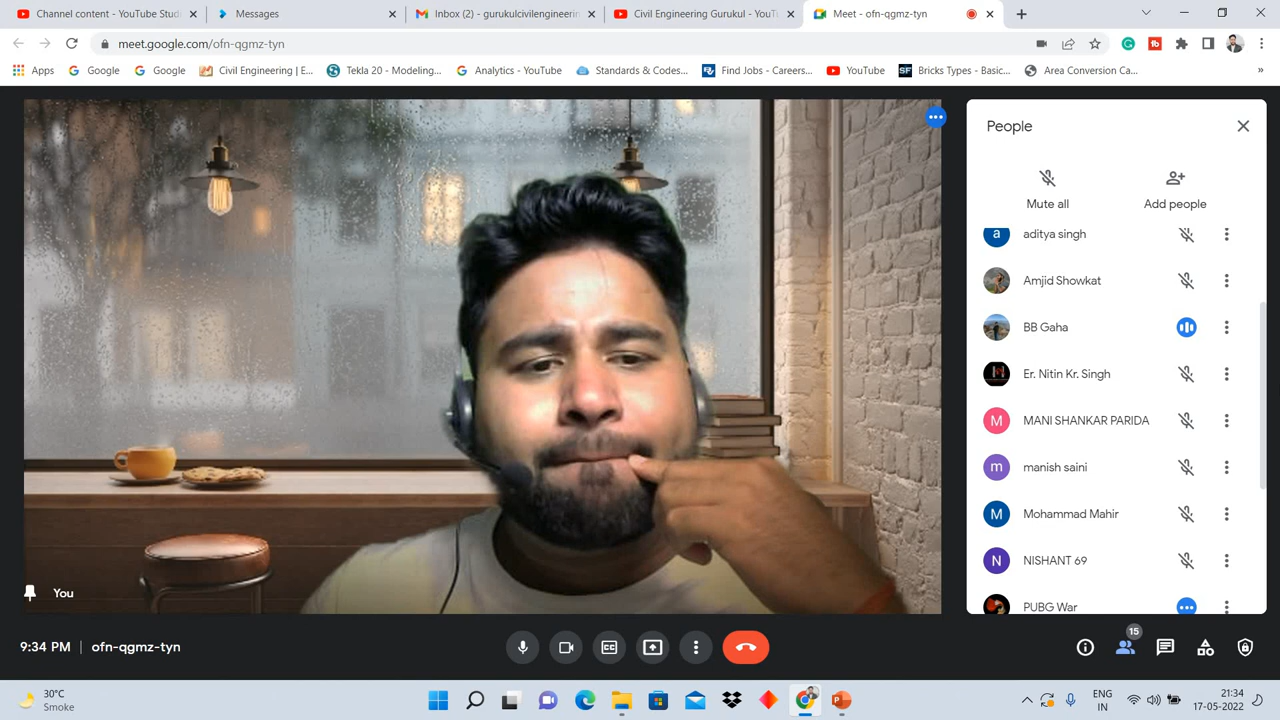 Channel content - YouTube Stud
Messages
Inbox (2) - gurukulcivilengineerin
Civil Engineering Gurukul - YouTu
Meet - ofn-qgmz-tyn
meet.google.com/ofn-qgmz-tyn
Apps
Google
Google
Civil Engineering | E...
Tekla 20 - Modeling...
Analytics - YouTube
Standards & Codes...
Find Jobs - Careers...
YouTube
SF
Bricks Types - Basic...
Area Conversion Ca...
»
People
Mute all
Add people
a
aditya singh
Amjid Showkat
BB Gaha
Er. Nitin Kr. Singh
M
MANI SHANKAR PARIDA
m
manish saini
M
Mohammad Mahir
N
NISHANT 69
PUBG War
You
9:34 PM | ofn-qgmz-tyn
CC
15
30°C
Smoke
ENG
IN
21:34
17-05-2022